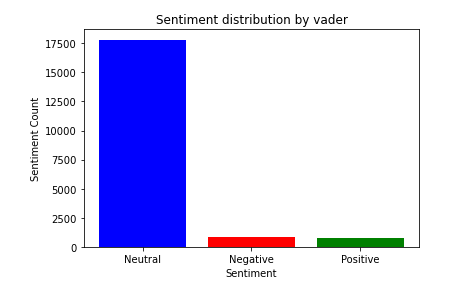 Sentiment distribution by vader
17500
15000
12500
10000
7500
5000
2500
0
Sentiment Count
Neutral Negative Positive
Sentiment